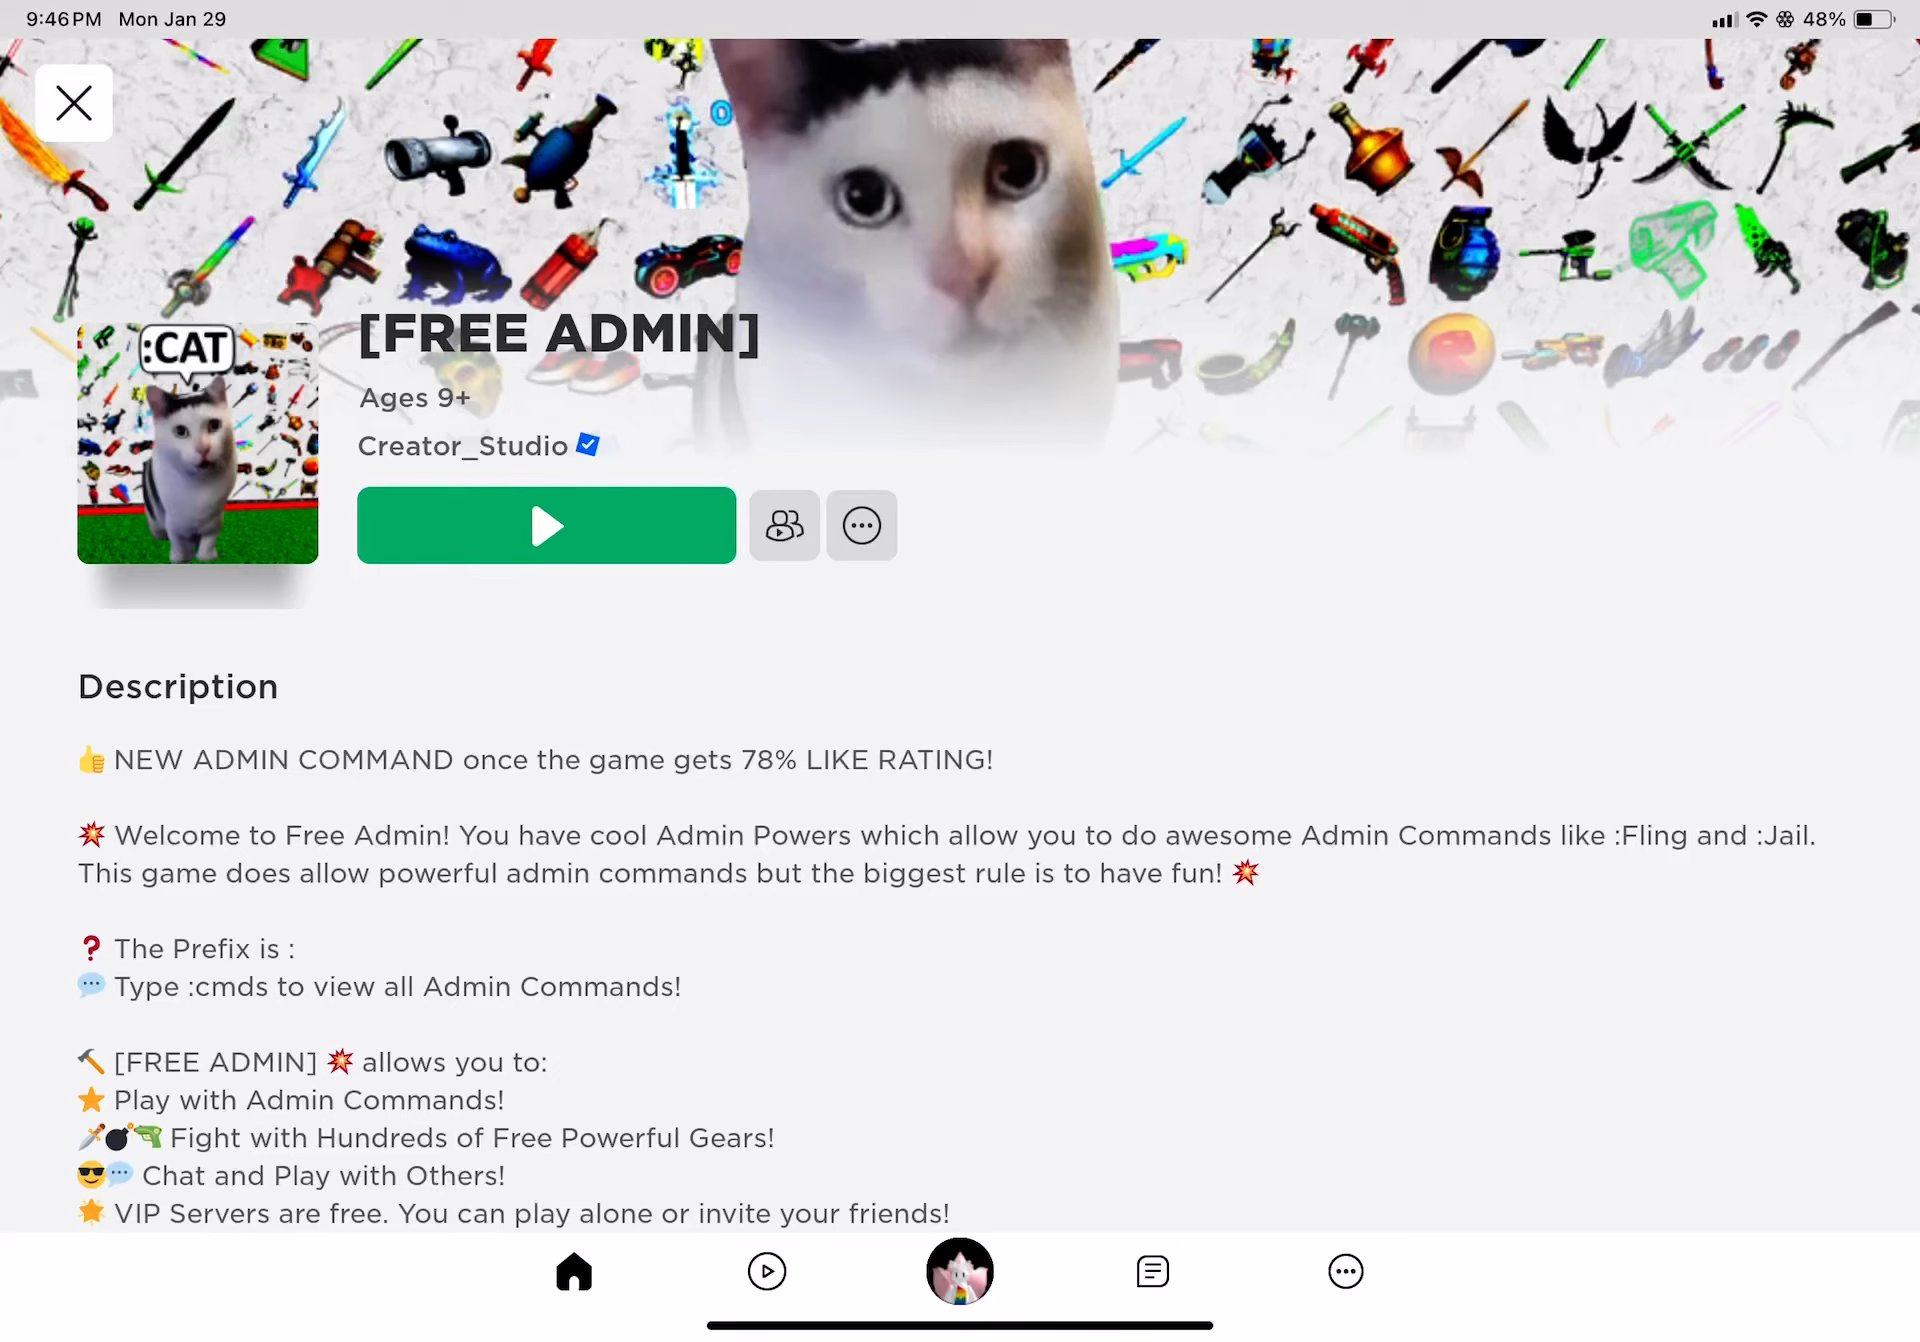 9:46 PM Mon Jan 29
48%
[FREE ADMIN]
:CAT
Ages 9+
Creator_Studio
Description
👍 NEW ADMIN COMMAND once the game gets 78% LIKE RATING!
💥 Welcome to Free Admin! You have cool Admin Powers which allow you to do awesome Admin Commands like :Fling and :Jail.
This game does allow powerful admin commands but the biggest rule is to have fun! 💥
❓ The Prefix is :
💬 Type :cmds to view all Admin Commands!
🔨 [FREE ADMIN] 💥 allows you to:
⭐ Play with Admin Commands!
🗡️💣🔫 Fight with Hundreds of Free Powerful Gears!
😎💬 Chat and Play with Others!
🌟 VIP Servers are free. You can play alone or invite your friends!